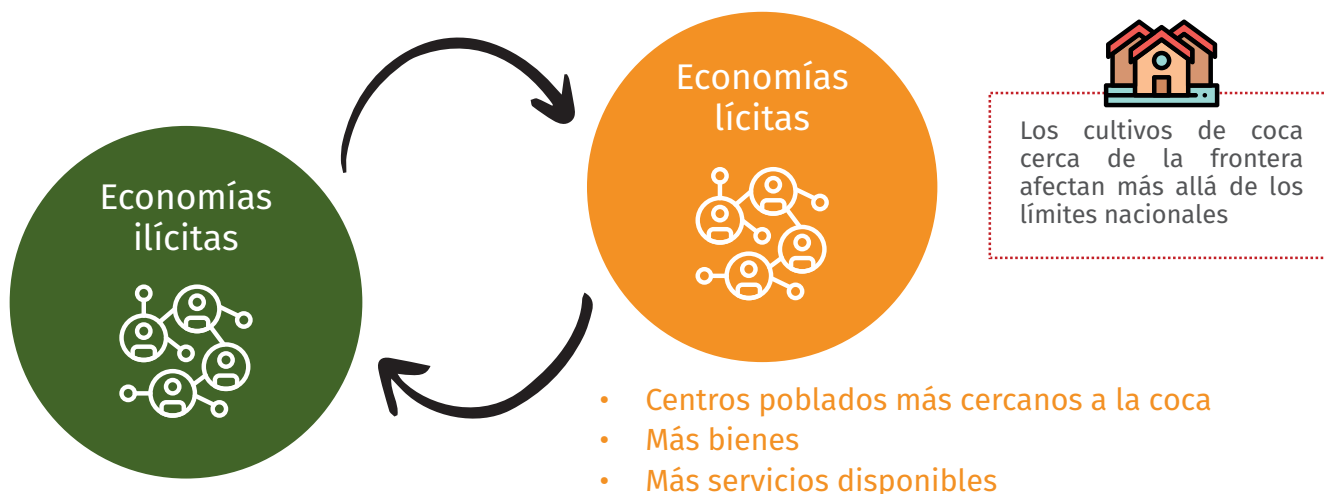 Economías
ilícitas
Economías
lícitas
Los cultivos de coca
cerca de la frontera
afectan más allá de los
límites nacionales
• Centros poblados más cercanos a la coca
• Más bienes
• Más servicios disponibles